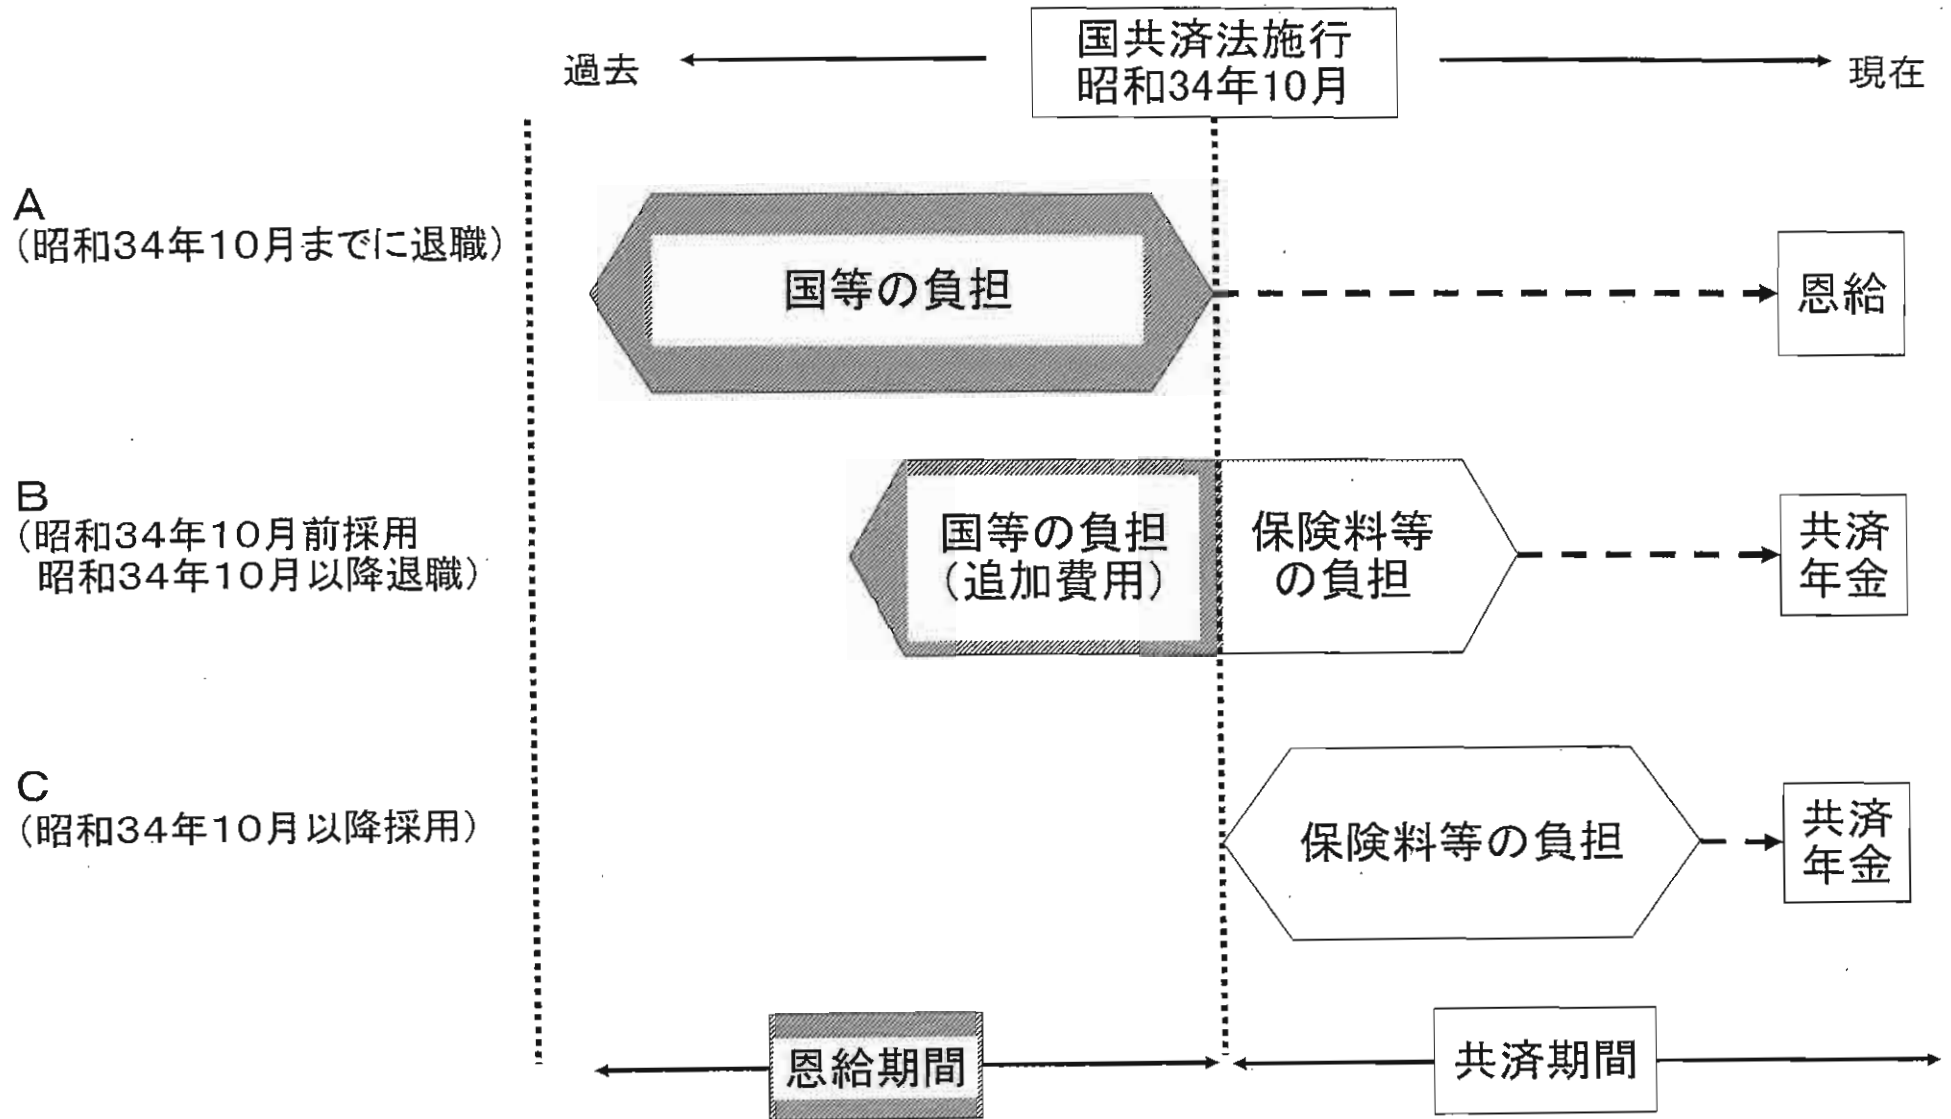 国共済法施行
昭和34年10月
過去
現在
A
(昭和34年10月までに退職)
国等の負担
恩給
B
(昭和34年10月前採用
昭和34年10月以降退職)
国等の負担
(追加費用)
保険料等
の負担
共済
年金
C
(昭和34年10月以降採用)
保険料等の負担
共済
年金
恩給期間
共済期間